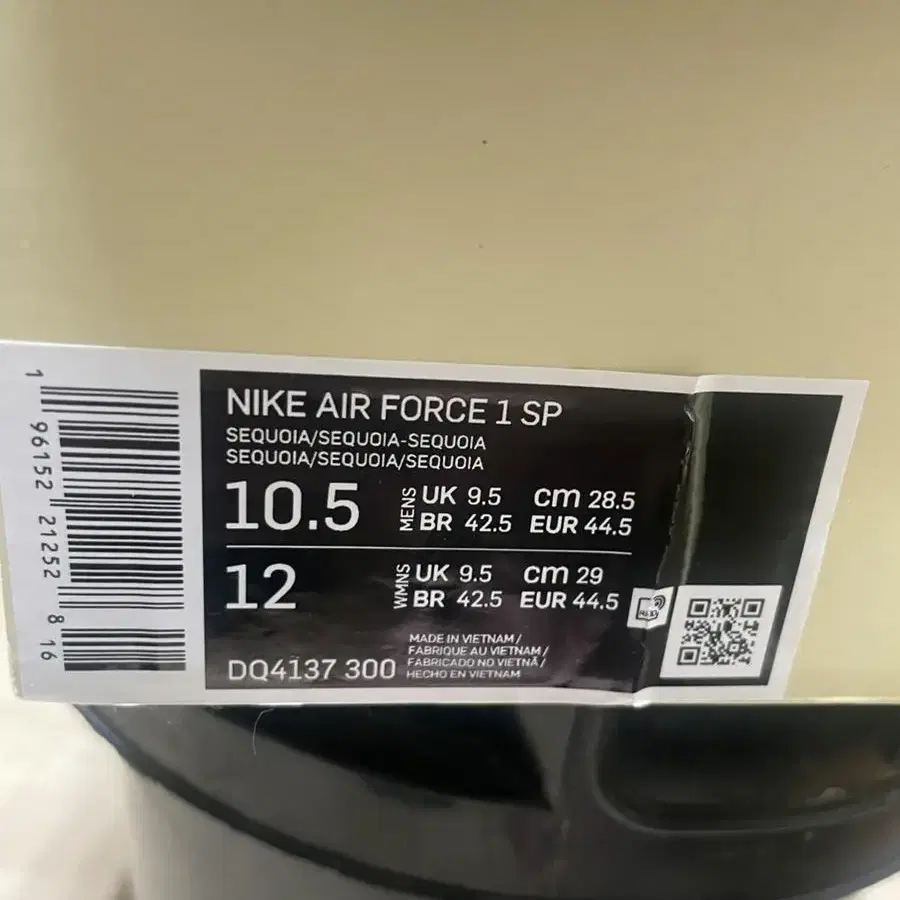 1 96152 21252 8 16
NIKE AIR FORCE 1 SP
SEQUOIA/SEQUOIA-SEQUOIA
SEQUOIA/SEQUOIA/SEQUOIA
10.5 MENS UK 9.5 cm 28.5
BR 42.5 EUR 44.5
12 WMNS UK 9.5 cm 29
BR 42.5 EUR 44.5
DQ4137 300
MADE IN VIETNAM /
FABRIQUE AU VIETNAM /
FABRICADO NO VIETNÃ /
HECHO EN VIETNAM